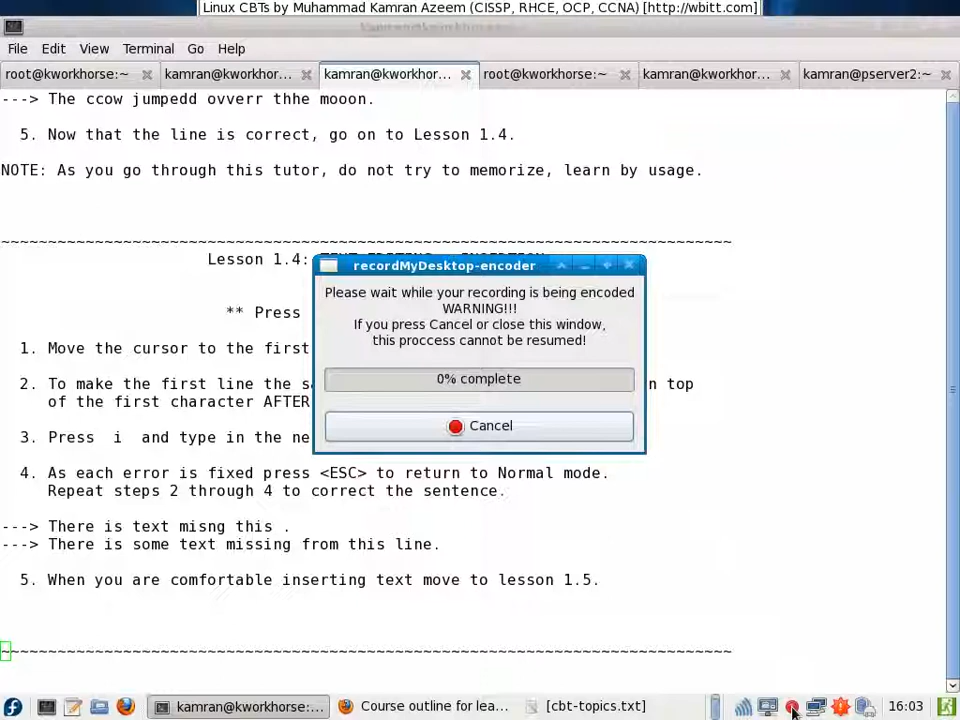 Linux CBTs by Muhammad Kamran Azeem (CISSP, RHCE, OCP, CCNA) [http://wbitt.com]
File Edit View Terminal Go Help
root@kworkhorse:~ kamran@kworkhor... kamran@kworkhor... root@kworkhorse:~ kamran@kworkhor... kamran@pserver2:~
---> The ccow jumpedd ovverr thhe mooon.
5. Now that the line is correct, go on to Lesson 1.4.
NOTE: As you go through this tutor, do not try to memorize, learn by usage.
~~~~~~~~~~~~~~~~~~~~~~~~~~~~~~~~~~~~~~~~~~~~~~~~~~~~~~~~~~~~~~~~~~~~~~~~~~~~~~
Lesson 1.4:
** Press
1. Move the cursor to the first
2. To make the first line the sa n top
of the first character AFTER
3. Press i and type in the ne
4. As each error is fixed press <ESC> to return to Normal mode.
Repeat steps 2 through 4 to correct the sentence.
---> There is text misng this .
---> There is some text missing from this line.
5. When you are comfortable inserting text move to lesson 1.5.
~~~~~~~~~~~~~~~~~~~~~~~~~~~~~~~~~~~~~~~~~~~~~~~~~~~~~~~~~~~~~~~~~~~~~~~~~~~~~~
recordMyDesktop-encoder
Please wait while your recording is being encoded
WARNING!!!
If you press Cancel or close this window,
this proccess cannot be resumed!
0% complete
Cancel
kamran@kworkhor:... Course outline for lea... [cbt-topics.txt] 16:03